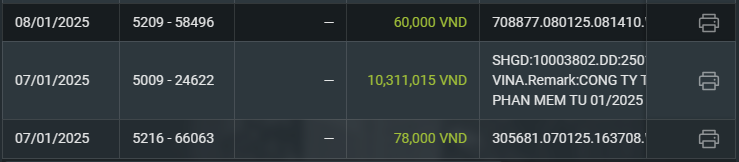 08/01/2025 5209 - 58496 — 60,000 VND 708877.080125.081410.
07/01/2025 5009 - 24622 — 10,311,015 VND SHGD:10003802.DD:250
VINA.Remark:CONG TY T
PHAN MEM TU 01/2025
07/01/2025 5216 - 66063 — 78,000 VND 305681.070125.163708.